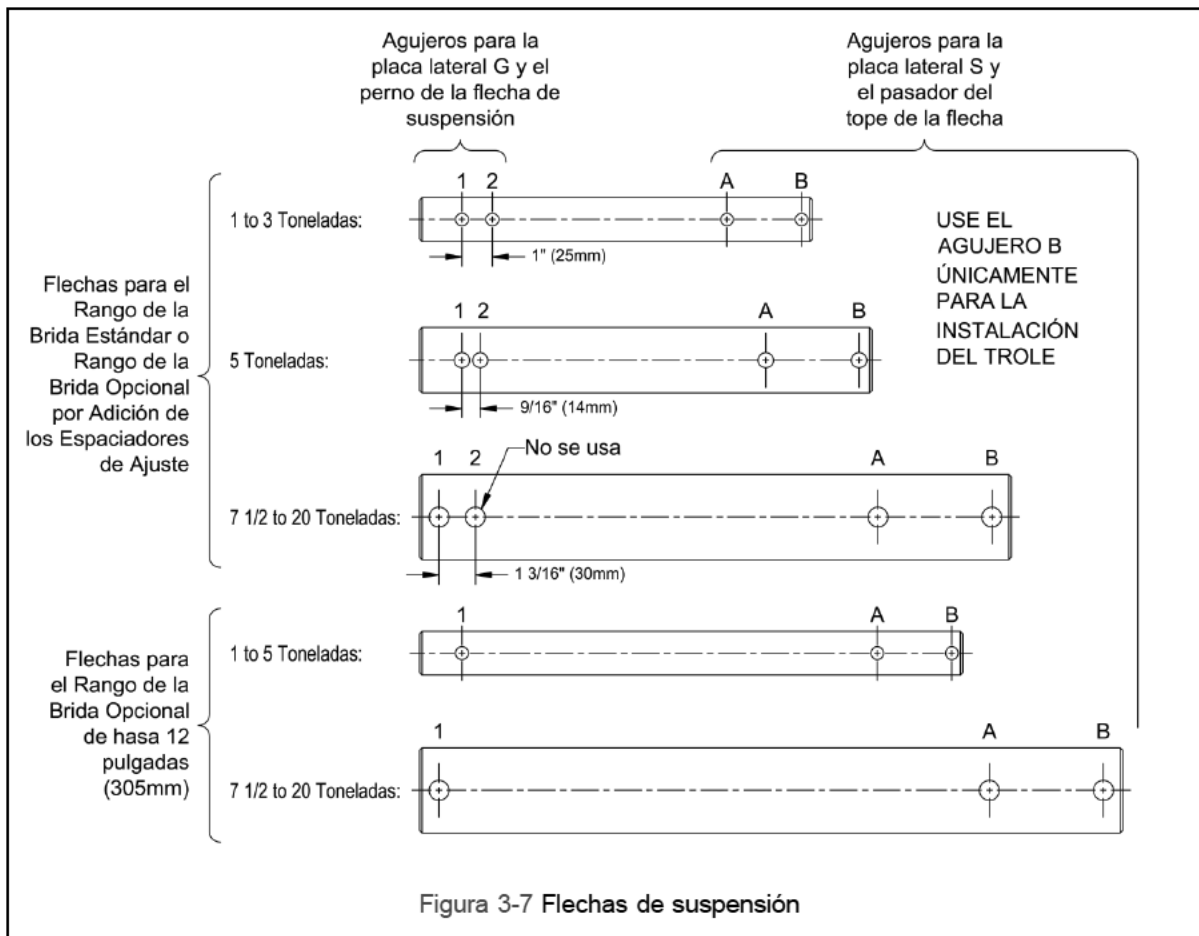 Agujeros para la
placa lateral G y el
perno de la flecha de
suspensión
Agujeros para la
placa lateral S y
el pasador del
tope de la flecha
Flechas para el
Rango de la
Brida Estándar o
Rango de la
Brida Opcional
por Adición de
los Espaciadores
de Ajuste
1 to 3 Toneladas:
1 2 A B
1" (25mm)
USE EL
AGUJERO B
ÚNICAMENTE
PARA LA
INSTALACIÓN
DEL TROLE
5 Toneladas:
1 2 A B
9/16" (14mm)
7 1/2 to 20 Toneladas:
1 2 A B
No se usa
1 3/16" (30mm)
Flechas para
el Rango de la
Brida Opcional
de hasa 12
pulgadas
(305mm)
1 to 5 Toneladas:
1 A B
7 1/2 to 20 Toneladas:
1 A B
Figura 3-7 Flechas de suspensión